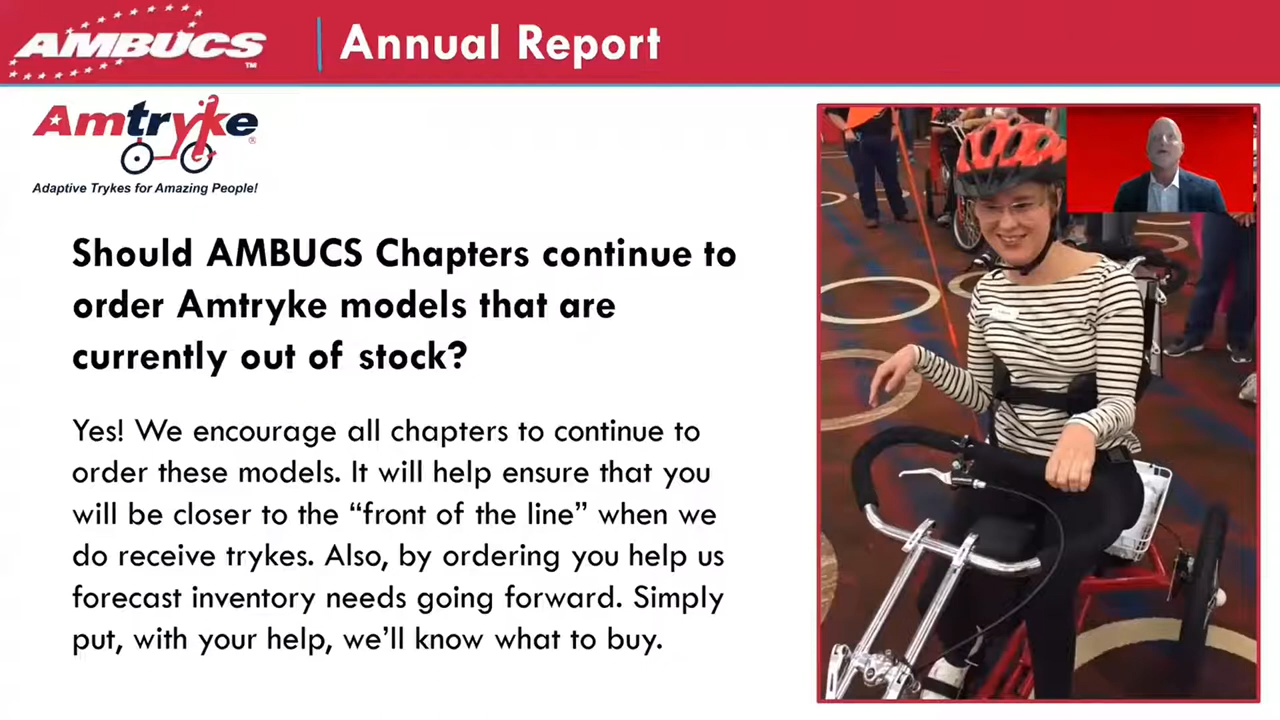 AMBUCS™
Annual Report
Amtryke®
Adaptive Trykes for Amazing People!
Should AMBUCS Chapters continue to
order Amtryke models that are
currently out of stock?
Yes! We encourage all chapters to continue to
order these models. It will help ensure that you
will be closer to the “front of the line” when we
do receive trykes. Also, by ordering you help us
forecast inventory needs going forward. Simply
put, with your help, we’ll know what to buy.